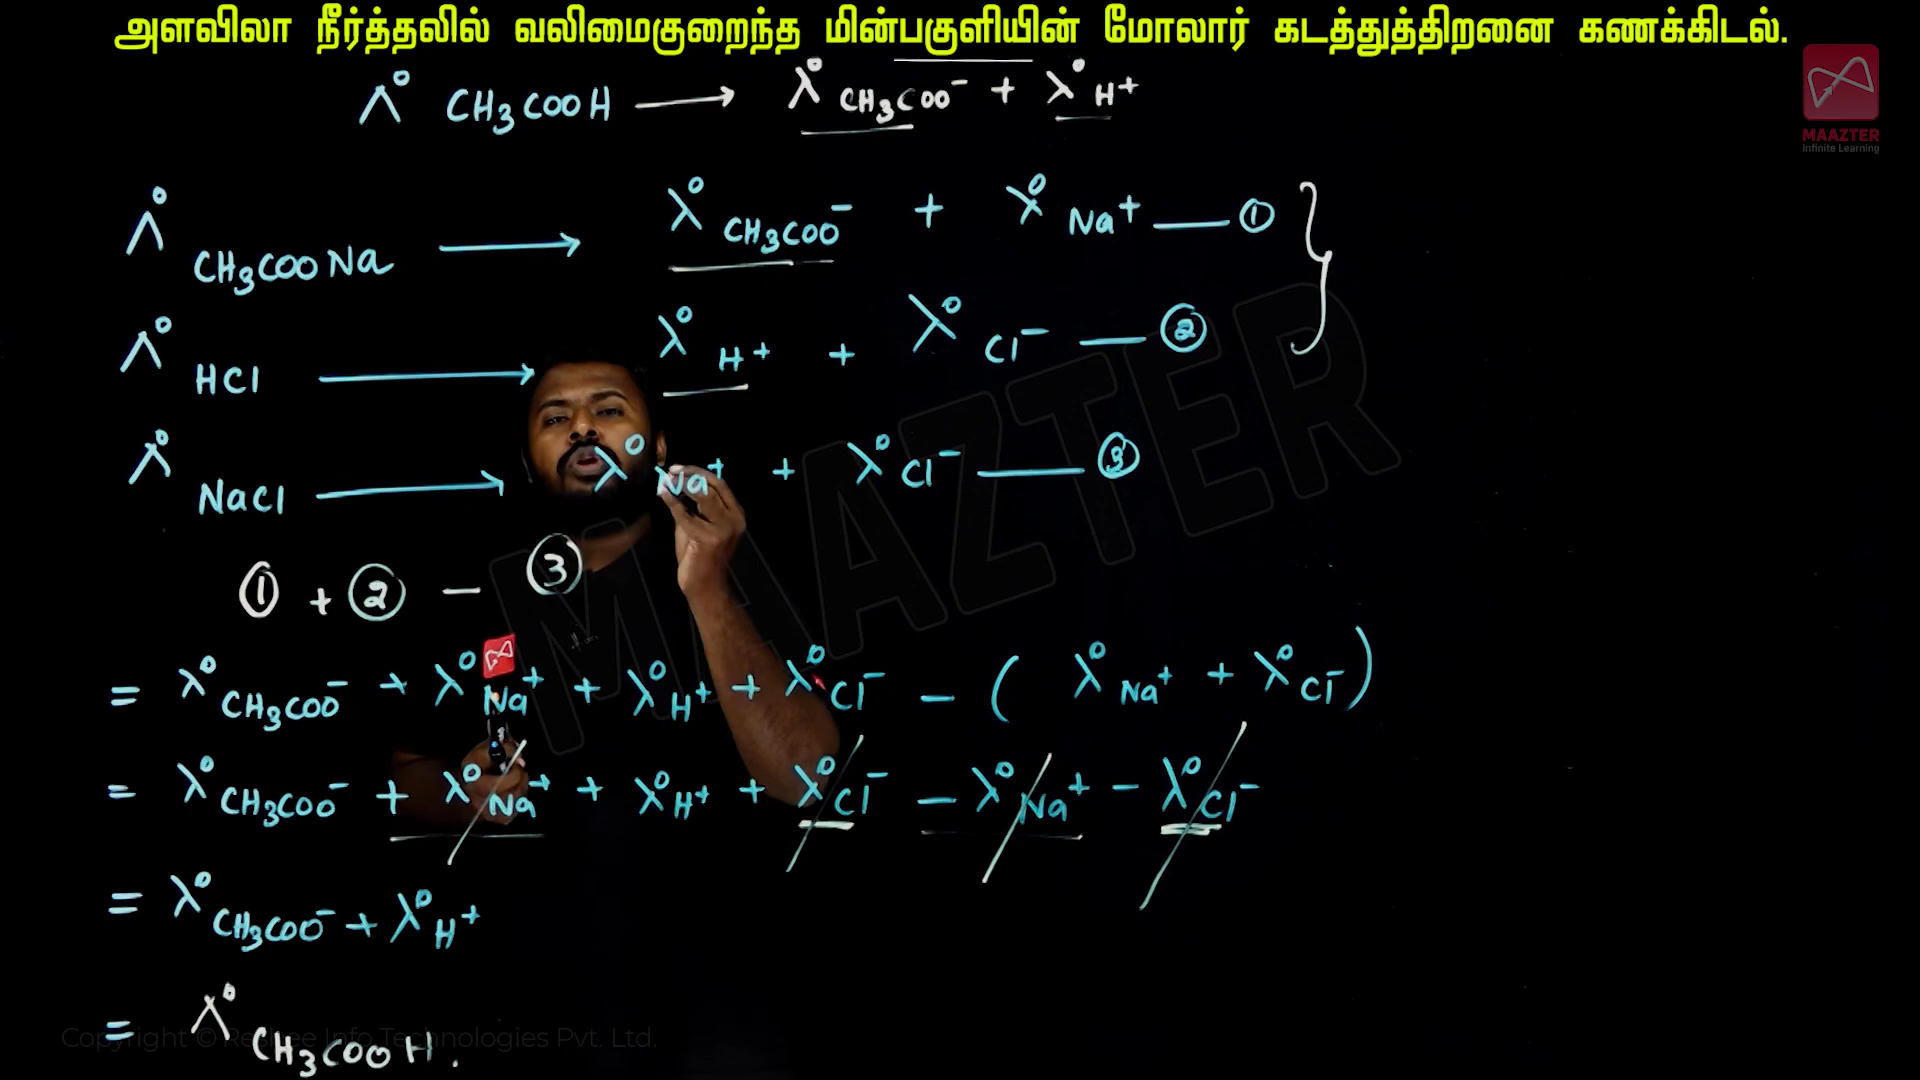 அளவிலா நீர்த்தலில் வலிமைகுறைந்த மின்பகுளியின் மோலார் கடத்துத்திறனை கணக்கிடல்.
MAAZTER
Infinite Learning
Λ° CH₃COOH ⟶ λ° CH₃COO⁻ + λ° H⁺
Λ° CH₃COONa ⟶ λ° CH₃COO⁻ + λ° Na⁺ — ①
Λ° HCl ⟶ λ° H⁺ + λ° Cl⁻ — ②
Λ° NaCl ⟶ λ° Na⁺ + λ° Cl⁻ — ③
① + ② − ③
= λ° CH₃COO⁻ + λ° Na⁺ + λ° H⁺ + λ° Cl⁻ − ( λ° Na⁺ + λ° Cl⁻ )
= λ° CH₃COO⁻ + λ° Na⁺ + λ° H⁺ + λ° Cl⁻ − λ° Na⁺ − λ° Cl⁻
= λ° CH₃COO⁻ + λ° H⁺
= Λ° CH₃COOH.
MAAZTER